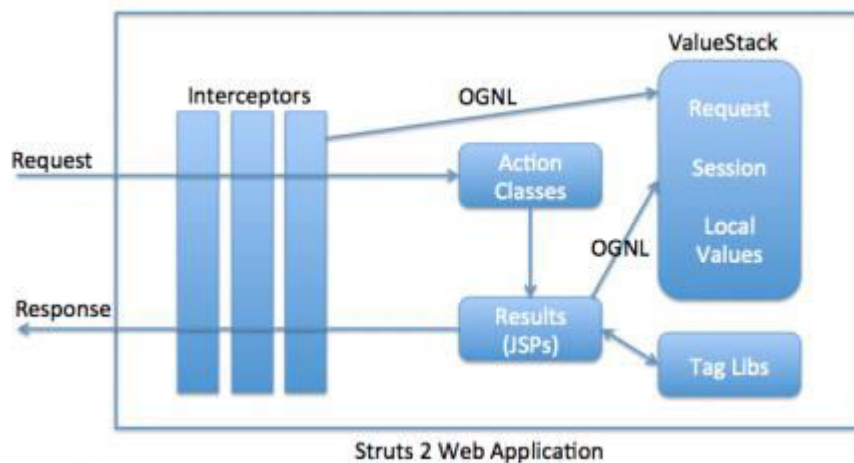 ValueStack
Interceptors
OGNL
Request
Request
Action
Classes
Session
Local
Values
OGNL
Response
Results
(JSPs)
Tag Libs
Struts 2 Web Application